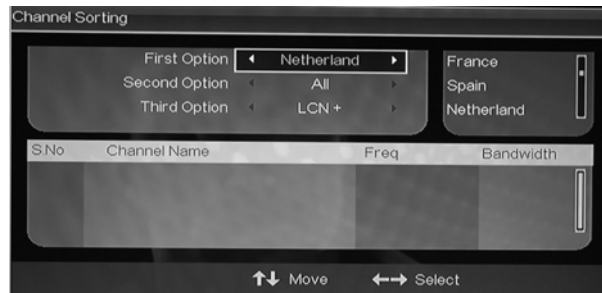 Channel Sorting
First Option Netherland
Second Option All
Third Option LCN +
France
Spain
Netherland
S.No Channel Name Freq Bandwidth
Move Select